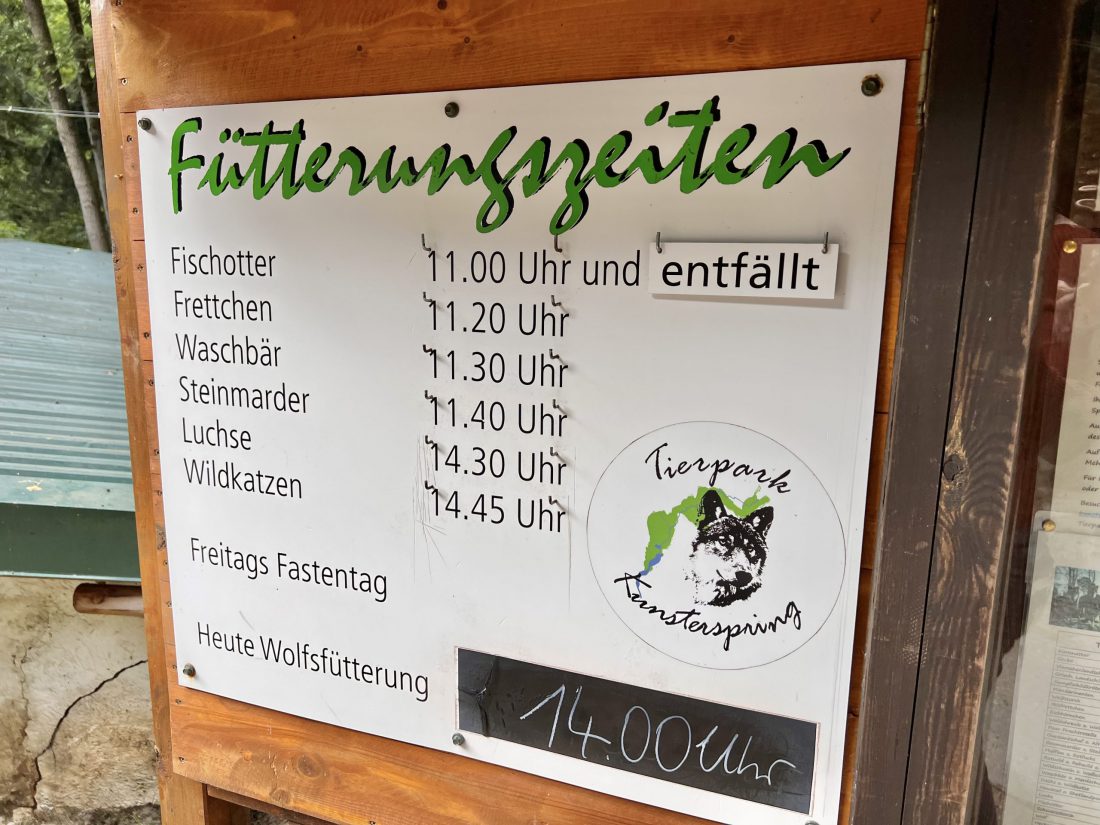 Fütterungszeiten
Fischotter 11.00 Uhr und entfällt
Frettchen 11.20 Uhr
Waschbär 11.30 Uhr
Steinmarder 11.40 Uhr
Luchse 14.30 Uhr
Wildkatzen 14.45 Uhr
Freitags Fastentag
Tierpark
Kunsterspring
Heute Wolfsfütterung 14.00 Uhr